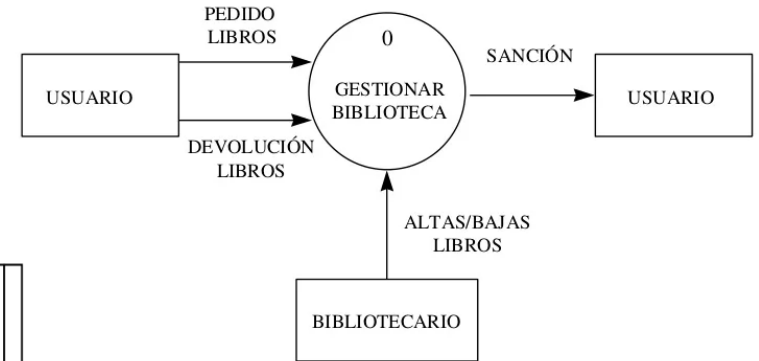 PEDIDO
LIBROS
0
SANCIÓN
USUARIO
GESTIONAR
BIBLIOTECA
USUARIO
DEVOLUCIÓN
LIBROS
ALTAS/BAJAS
LIBROS
BIBLIOTECARIO